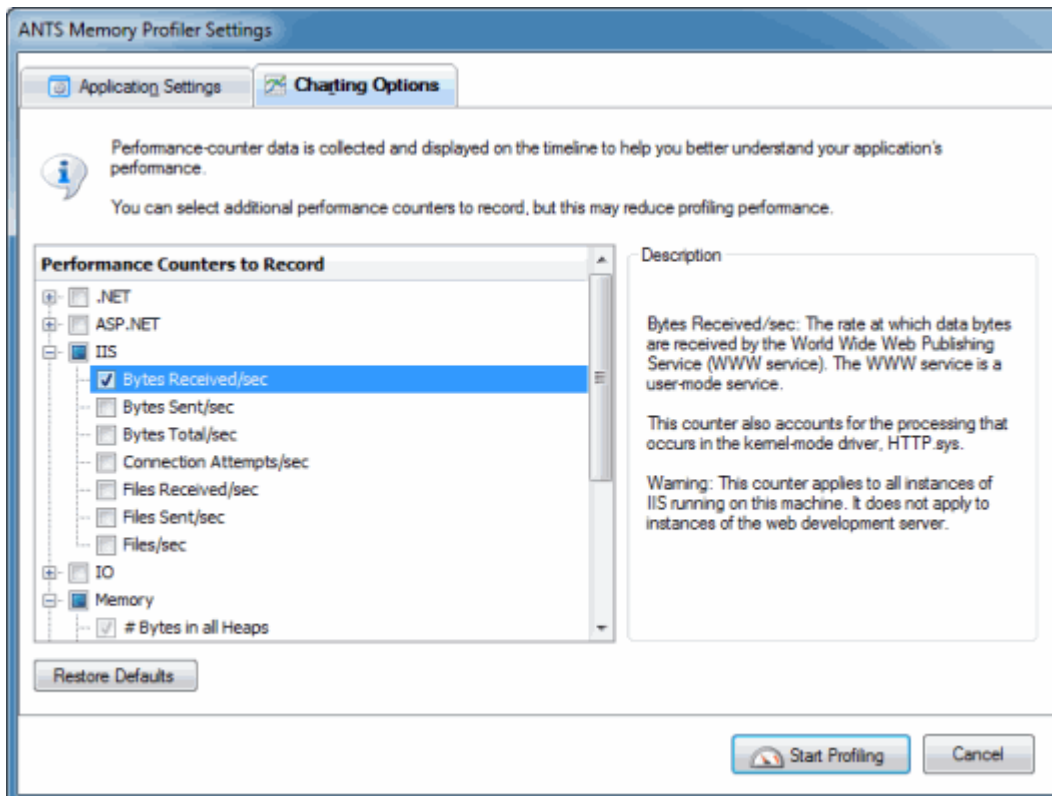 ANTS Memory Profiler Settings
Application Settings
Charting Options
Performance-counter data is collected and displayed on the timeline to help you better understand your application's
performance.
You can select additional performance counters to record, but this may reduce profiling performance.
Performance Counters to Record
.NET
ASP.NET
IIS
Bytes Received/sec
Bytes Sent/sec
Bytes Total/sec
Connection Attempts/sec
Files Received/sec
Files Sent/sec
Files/sec
IO
Memory
# Bytes in all Heaps
Description
Bytes Received/sec: The rate at which data bytes
are received by the World Wide Web Publishing
Service (WWW service). The WWW service is a
user-mode service.
This counter also accounts for the processing that
occurs in the kernel-mode driver, HTTP.sys.
Warning: This counter applies to all instances of
IIS running on this machine. It does not apply to
instances of the web development server.
Restore Defaults
Start Profiling
Cancel